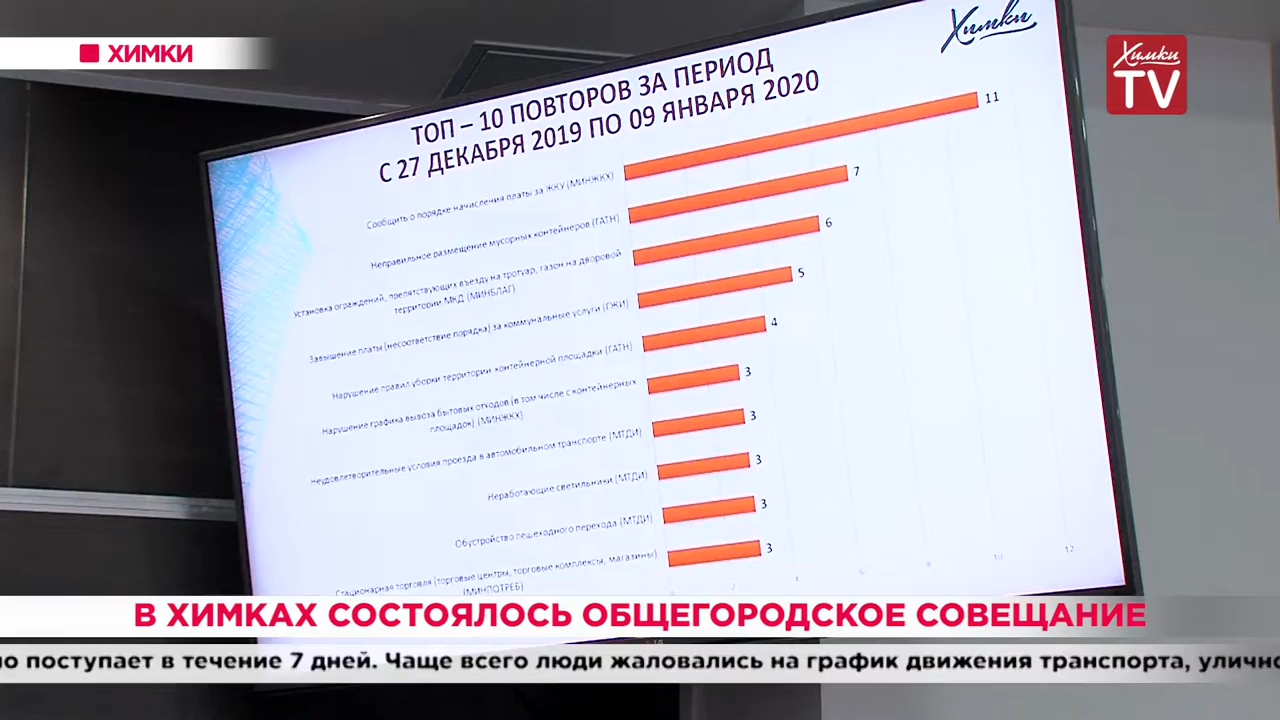 ХИМКИ
Химки
Химки
TV
ТОП – 10 ПОВТОРОВ ЗА ПЕРИОД
С 27 ДЕКАБРЯ 2019 ПО 09 ЯНВАРЯ 2020
Сообщить о порядке начисления платы за ЖКУ (МИНЖКХ)
11
Неправильное размещение мусорных контейнеров (ГАТН)
7
Установка ограждений, препятствующих въезду на тротуар, газон на дворовой
территории МКД (МИНБЛАГ)
6
Завышение платы (несоответствие порядка) за коммунальные услуги (ГЖИ)
5
Нарушение правил уборки территории контейнерной площадки (ГАТН)
4
Нарушение графика вывоза бытовых отходов (в том числе с контейнерных
площадок) (МИНЖКХ)
3
Неудовлетворительные условия проезда в автомобильном транспорте (МТДИ)
3
Неработающие светильники (МТДИ)
3
Обустройство пешеходного перехода (МТДИ)
3
Стационарная торговля (торговые центры, торговые комплексы, магазины)
(МИНПОТРЕБ)
3
2 4 6 8 10 12
В ХИМКАХ СОСТОЯЛОСЬ ОБЩЕГОРОДСКОЕ СОВЕЩАНИЕ
но поступает в течение 7 дней. Чаще всего люди жаловались на график движения транспорта, улично